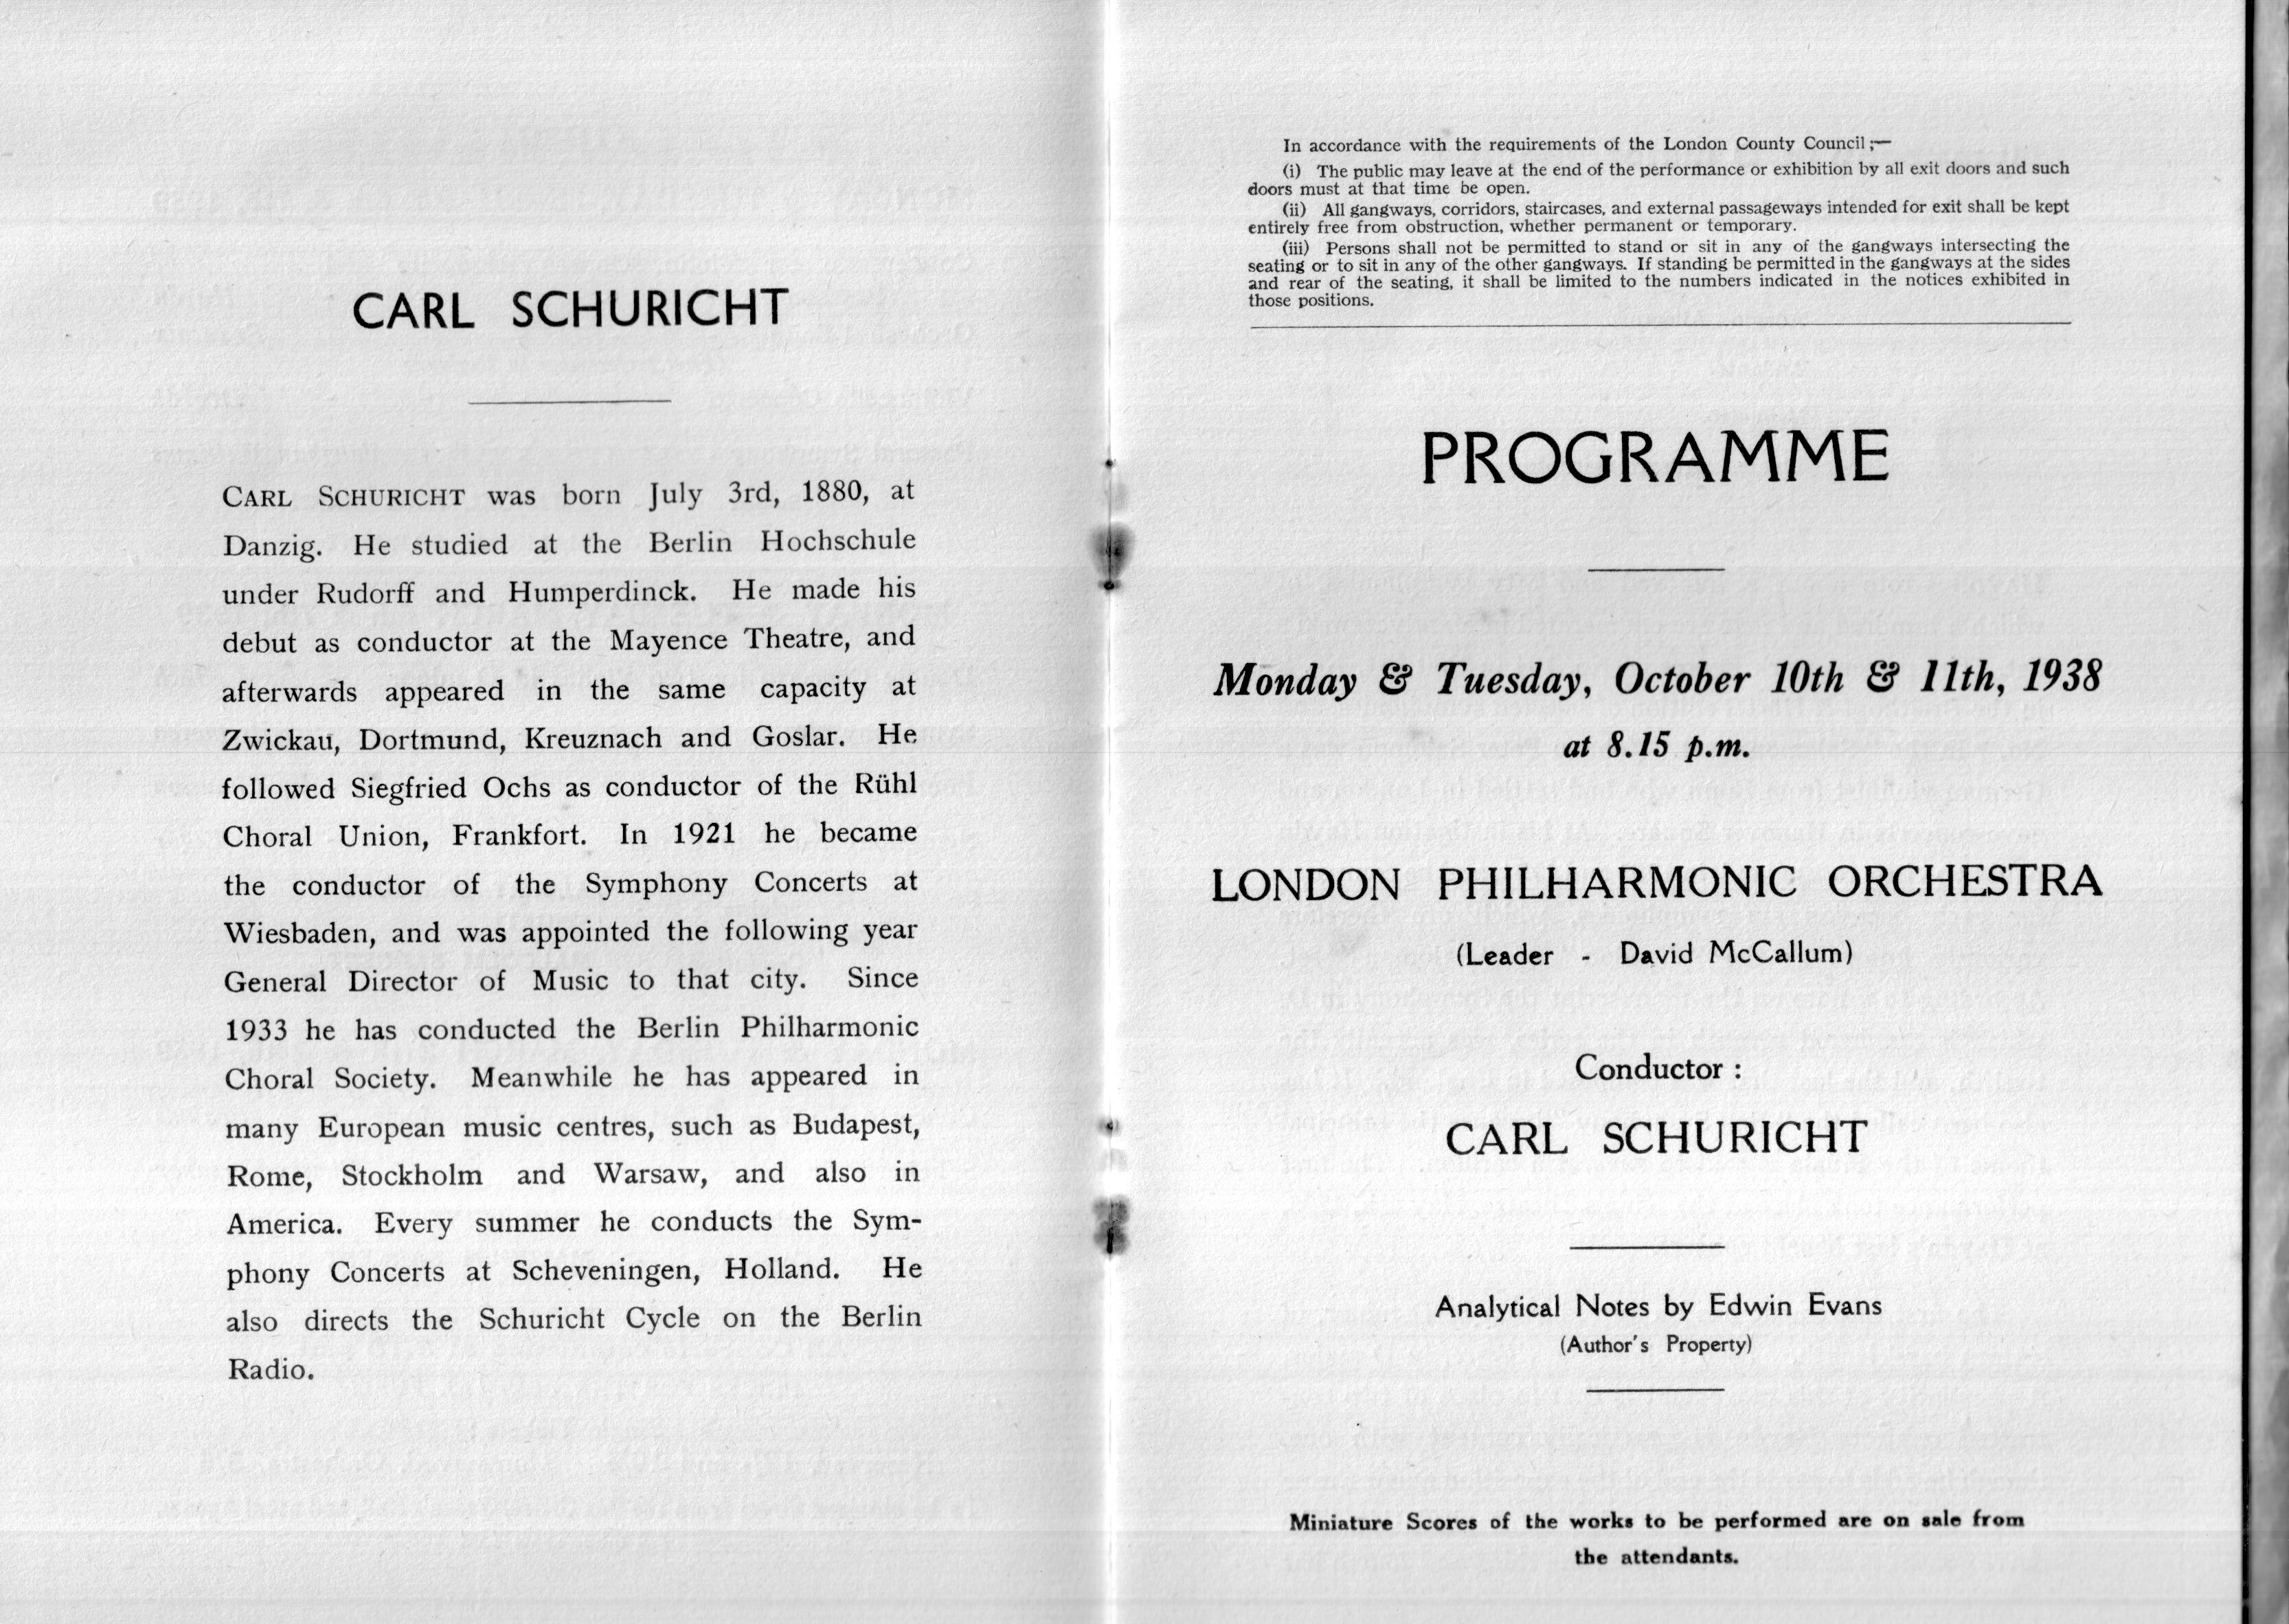 CARL SCHURICHT
CARL SCHURICHT was born July 3rd, 1880, at
Danzig. He studied at the Berlin Hochschule
under Rudorff and Humperdinck. He made his
debut as conductor at the Mayence Theatre, and
afterwards appeared in the same capacity at
Zwickau, Dortmund, Kreuznach and Goslar. He
followed Siegfried Ochs as conductor of the Rühl
Choral Union, Frankfort. In 1921 he became
the conductor of the Symphony Concerts at
Wiesbaden, and was appointed the following year
General Director of Music to that city. Since
1933 he has conducted the Berlin Philharmonic
Choral Society. Meanwhile he has appeared in
many European music centres, such as Budapest,
Rome, Stockholm and Warsaw, and also in
America. Every summer he conducts the Sym-
phony Concerts at Scheveningen, Holland. He
also directs the Schuricht Cycle on the Berlin
Radio.
In accordance with the requirements of the London County Council ;—
(i) The public may leave at the end of the performance or exhibition by all exit doors and such
doors must at that time be open.
(ii) All gangways, corridors, staircases, and external passageways intended for exit shall be kept
entirely free from obstruction, whether permanent or temporary.
(iii) Persons shall not be permitted to stand or sit in any of the gangways intersecting the
seating or to sit in any of the other gangways. If standing be permitted in the gangways at the sides
and rear of the seating, it shall be limited to the numbers indicated in the notices exhibited in
those positions.
PROGRAMME
Monday & Tuesday, October 10th & 11th, 1938
at 8.15 p.m.
LONDON PHILHARMONIC ORCHESTRA
(Leader - David McCallum)
Conductor :
CARL SCHURICHT
Analytical Notes by Edwin Evans
(Author's Property)
Miniature Scores of the works to be performed are on sale from
the attendants.